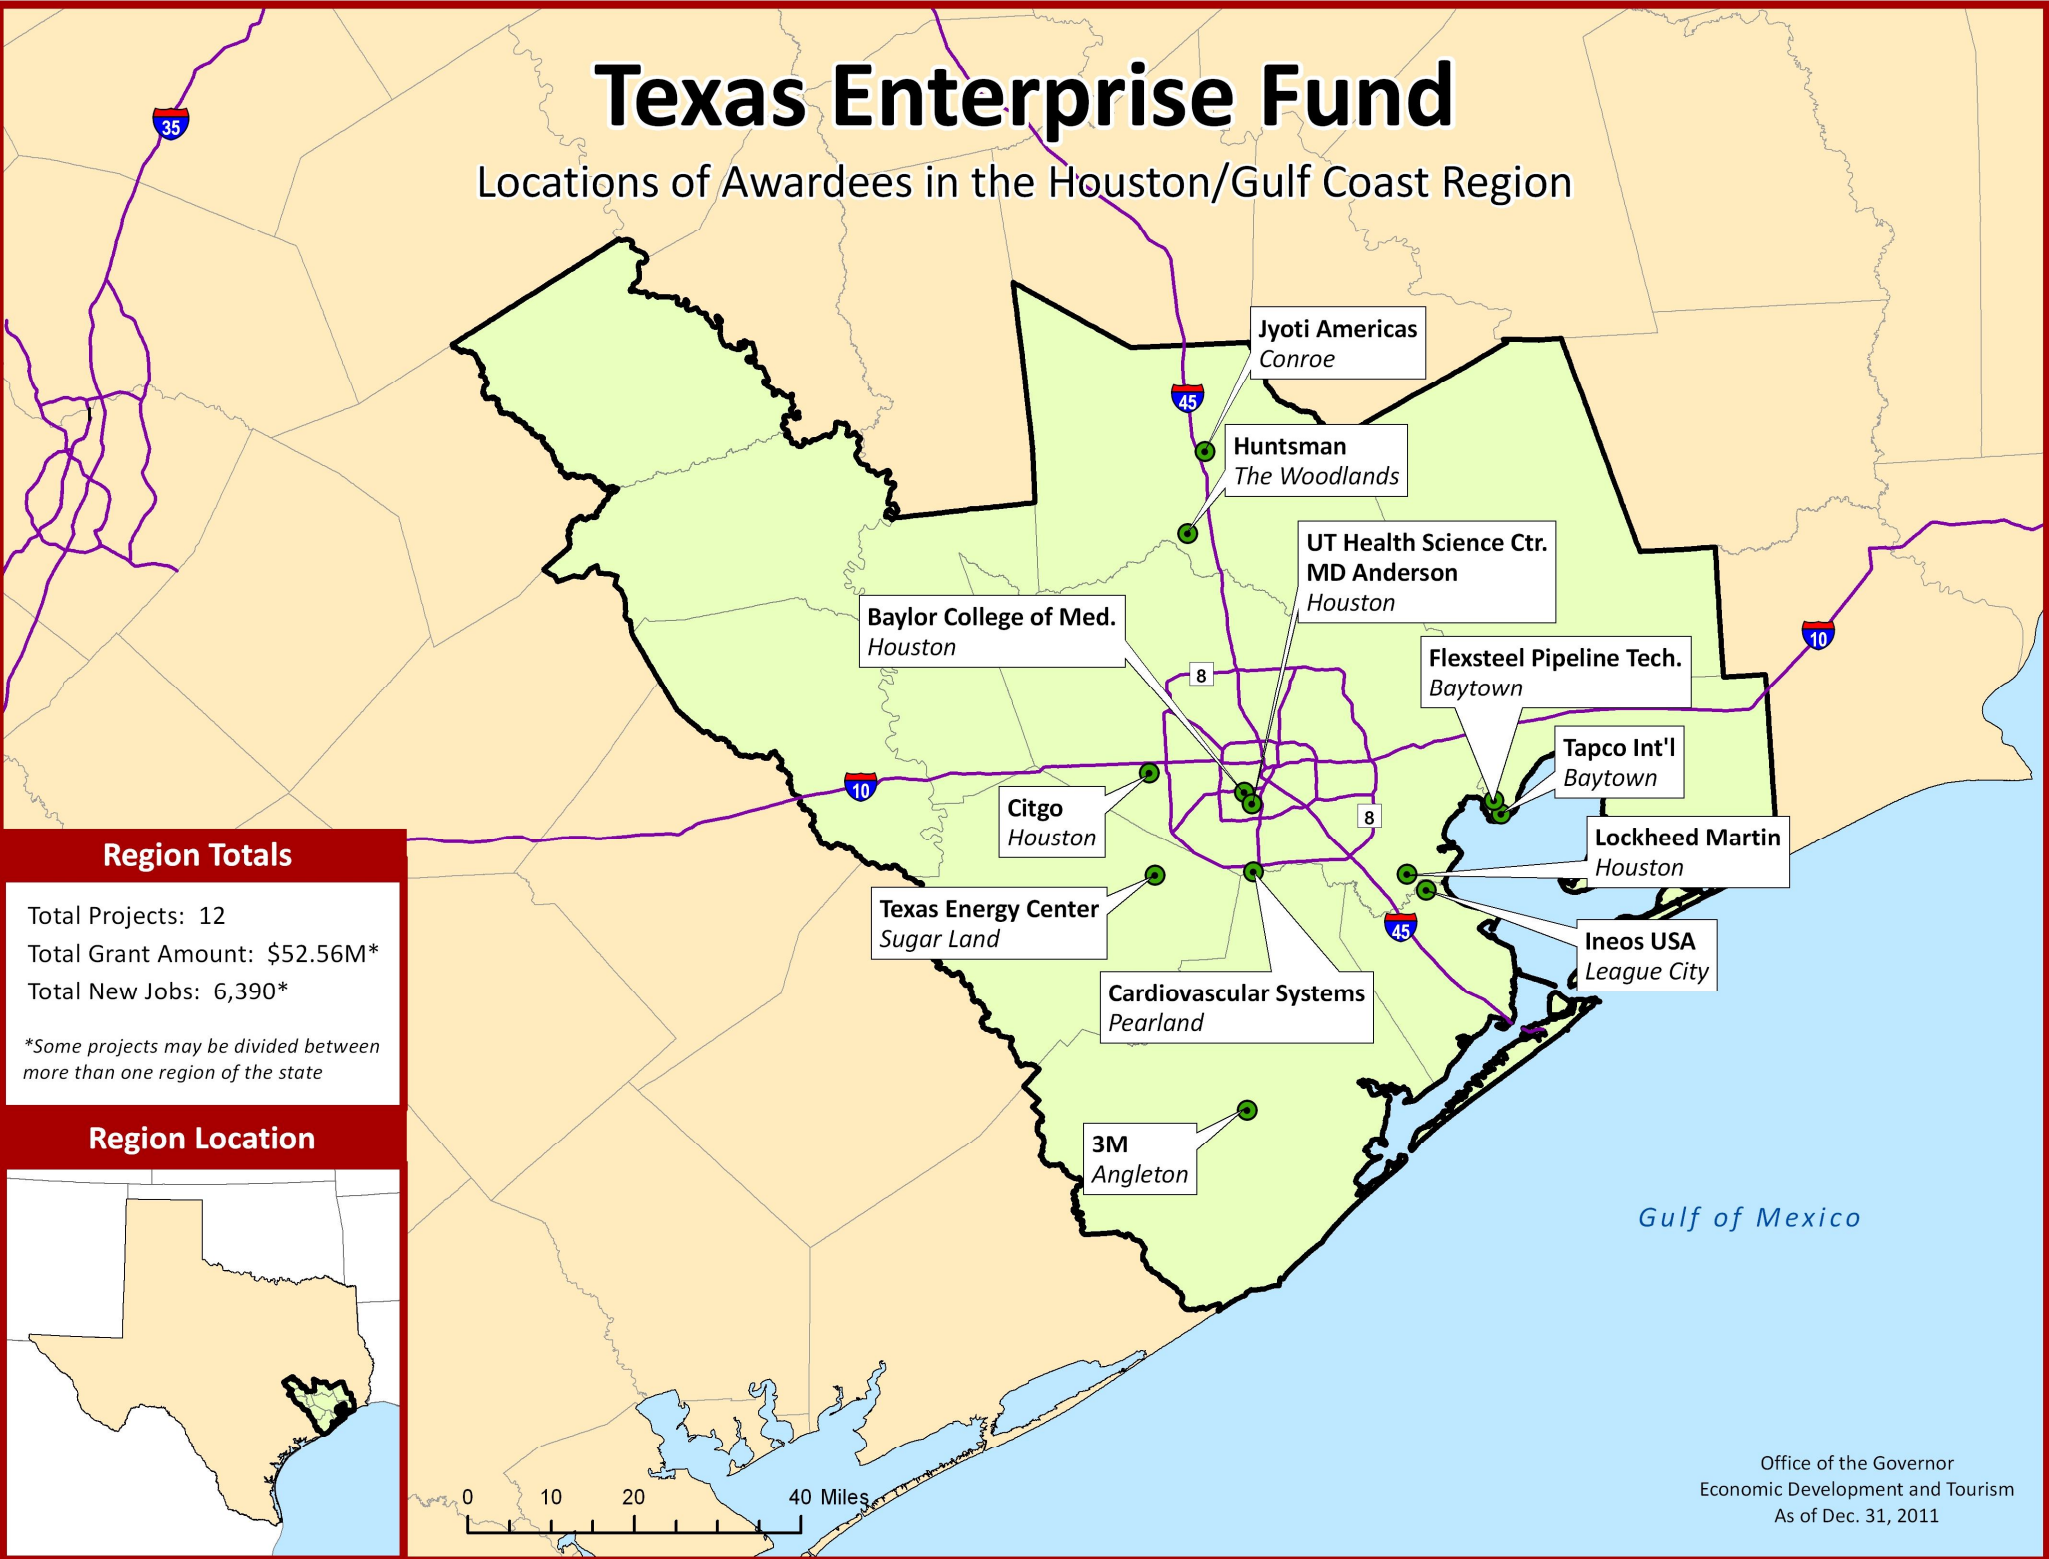 Texas Enterprise Fund
Locations of Awardees in the Houston/Gulf Coast Region
35
Jyoti Americas
Conroe
45
Huntsman
The Woodlands
UT Health Science Ctr.
MD Anderson
Houston
Baylor College of Med.
Houston
10
Flexsteel Pipeline Tech.
Baytown
8
Tapco Int'l
Baytown
10
Citgo
Houston
8
Lockheed Martin
Houston
Texas Energy Center
Sugar Land
45
Ineos USA
League City
Cardiovascular Systems
Pearland
3M
Angleton
Gulf of Mexico
Region Totals
Total Projects: 12
Total Grant Amount: $52.56M*
Total New Jobs: 6,390*
*Some projects may be divided between
more than one region of the state
Region Location
0 10 20 40 Miles
Office of the Governor
Economic Development and Tourism
As of Dec. 31, 2011